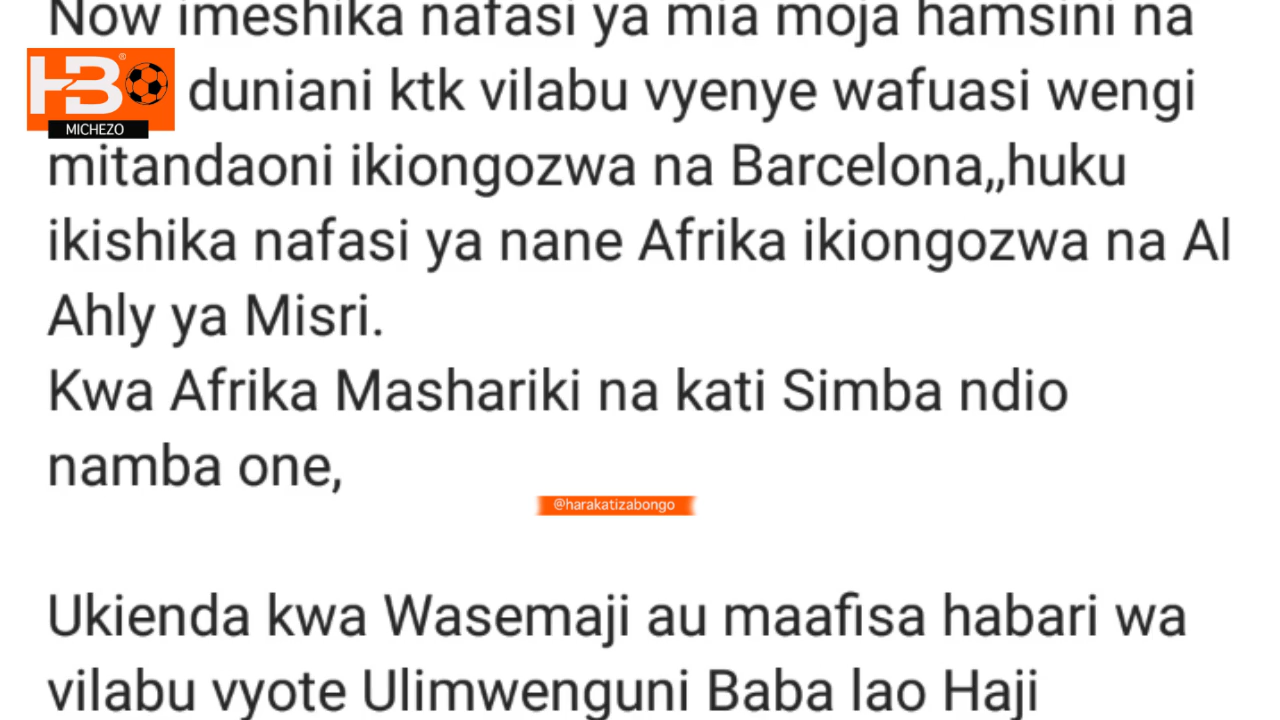 Now imeshika nafasi ya mia moja hamsini na
HB®
MICHEZO
duniani ktk vilabu vyenye wafuasi wengi
mitandaoni ikiongozwa na Barcelona,,huku
ikishika nafasi ya nane Afrika ikiongozwa na Al
Ahly ya Misri.
Kwa Afrika Mashariki na kati Simba ndio
namba one,
@harakatizabongo
Ukienda kwa Wasemaji au maafisa habari wa
vilabu vyote Ulimwenguni Baba lao Haji